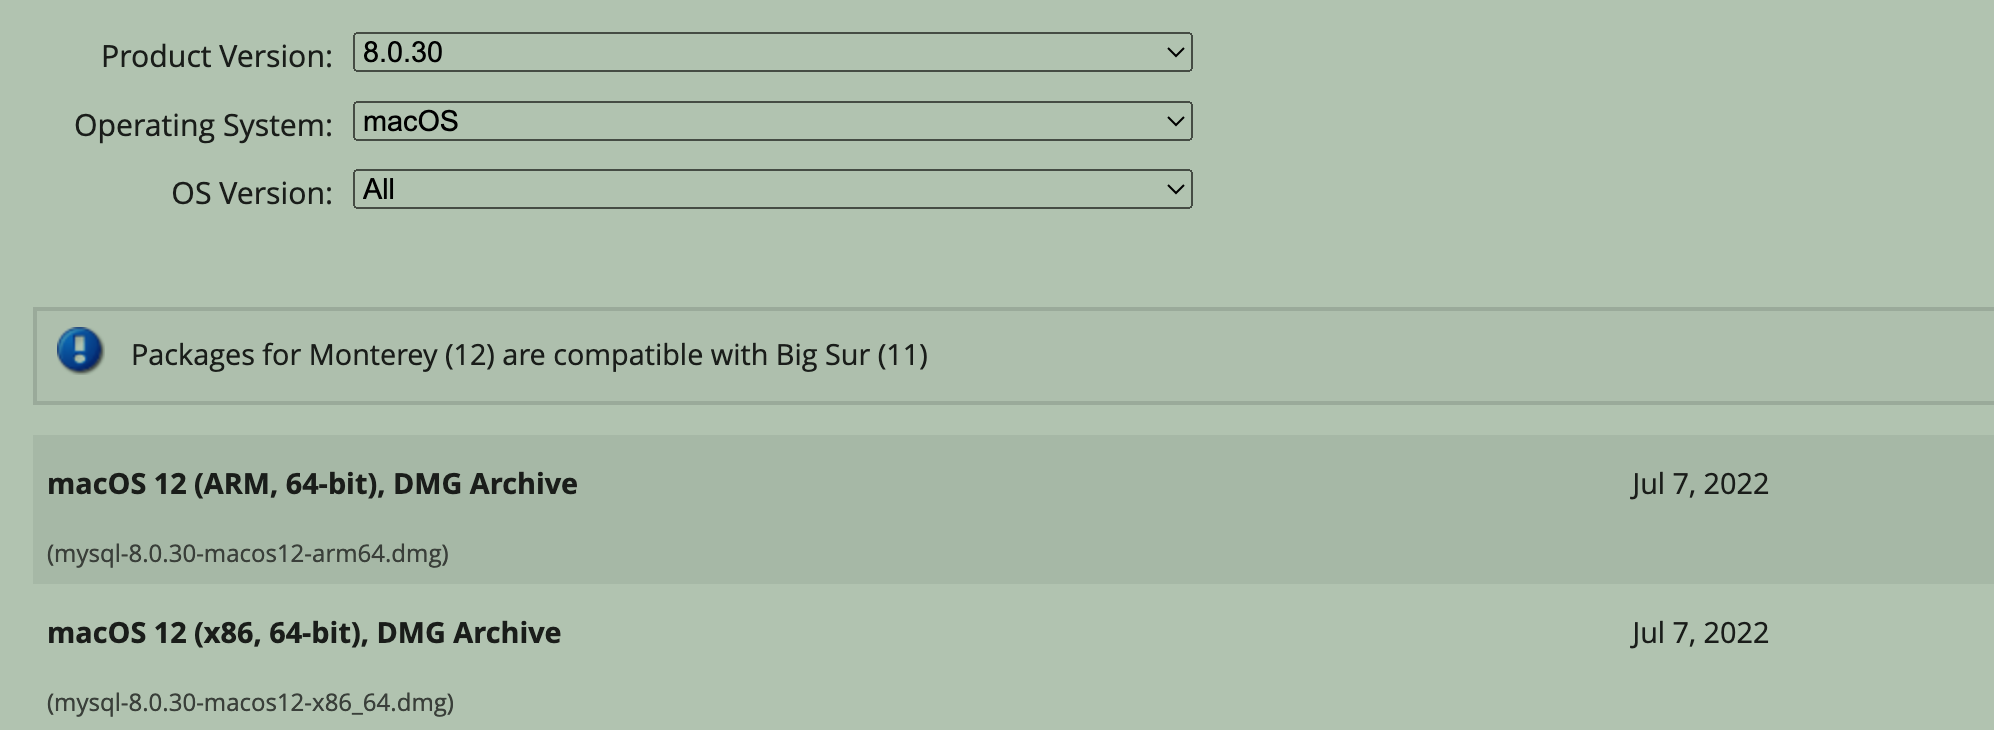 Product Version: 8.0.30
Operating System: macOS
OS Version: All
Packages for Monterey (12) are compatible with Big Sur (11)
macOS 12 (ARM, 64-bit), DMG Archive Jul 7, 2022
(mysql-8.0.30-macos12-arm64.dmg)
macOS 12 (x86, 64-bit), DMG Archive Jul 7, 2022
(mysql-8.0.30-macos12-x86_64.dmg)